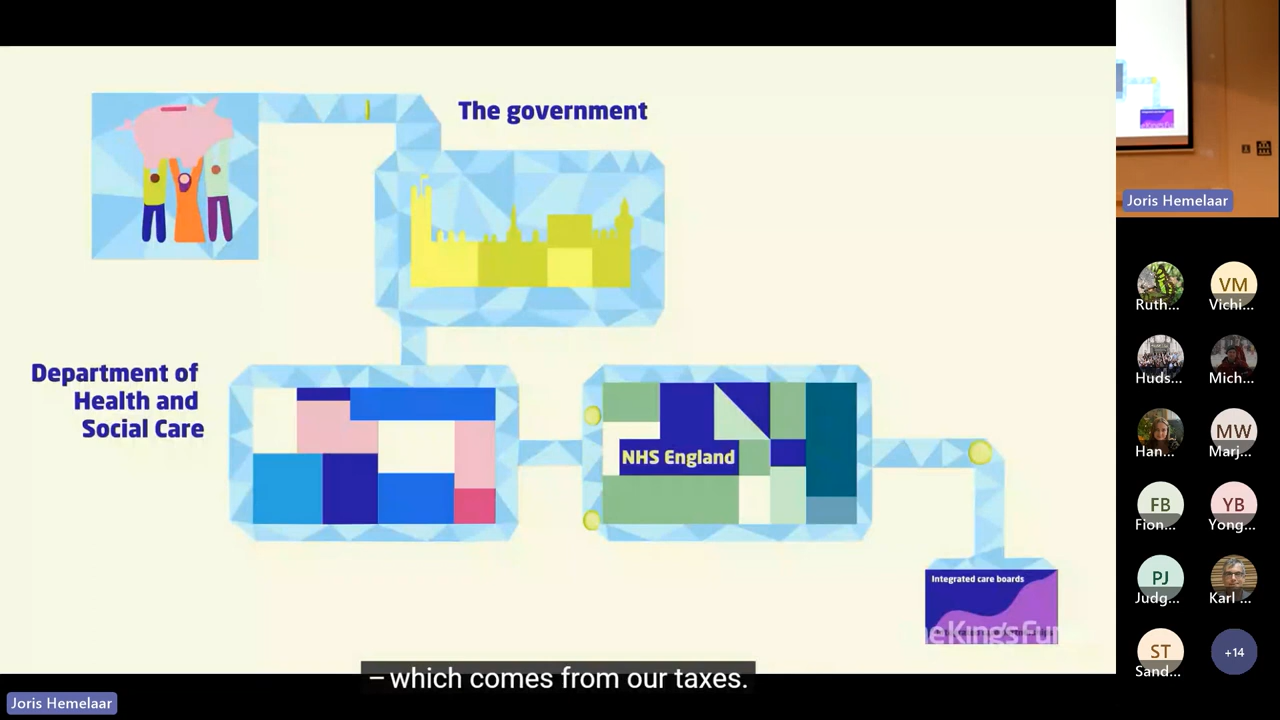 The government
Department of
Health and
Social Care
NHS England
Integrated care boards
– which comes from our taxes.
Joris Hemelaar
Joris Hemelaar
Ruth...
VM
Vichi...
Huds...
Mich...
Han...
MW
Marj...
FB
Fion...
YB
Yong...
PJ
Judg...
Karl ...
ST
Sand...
+14